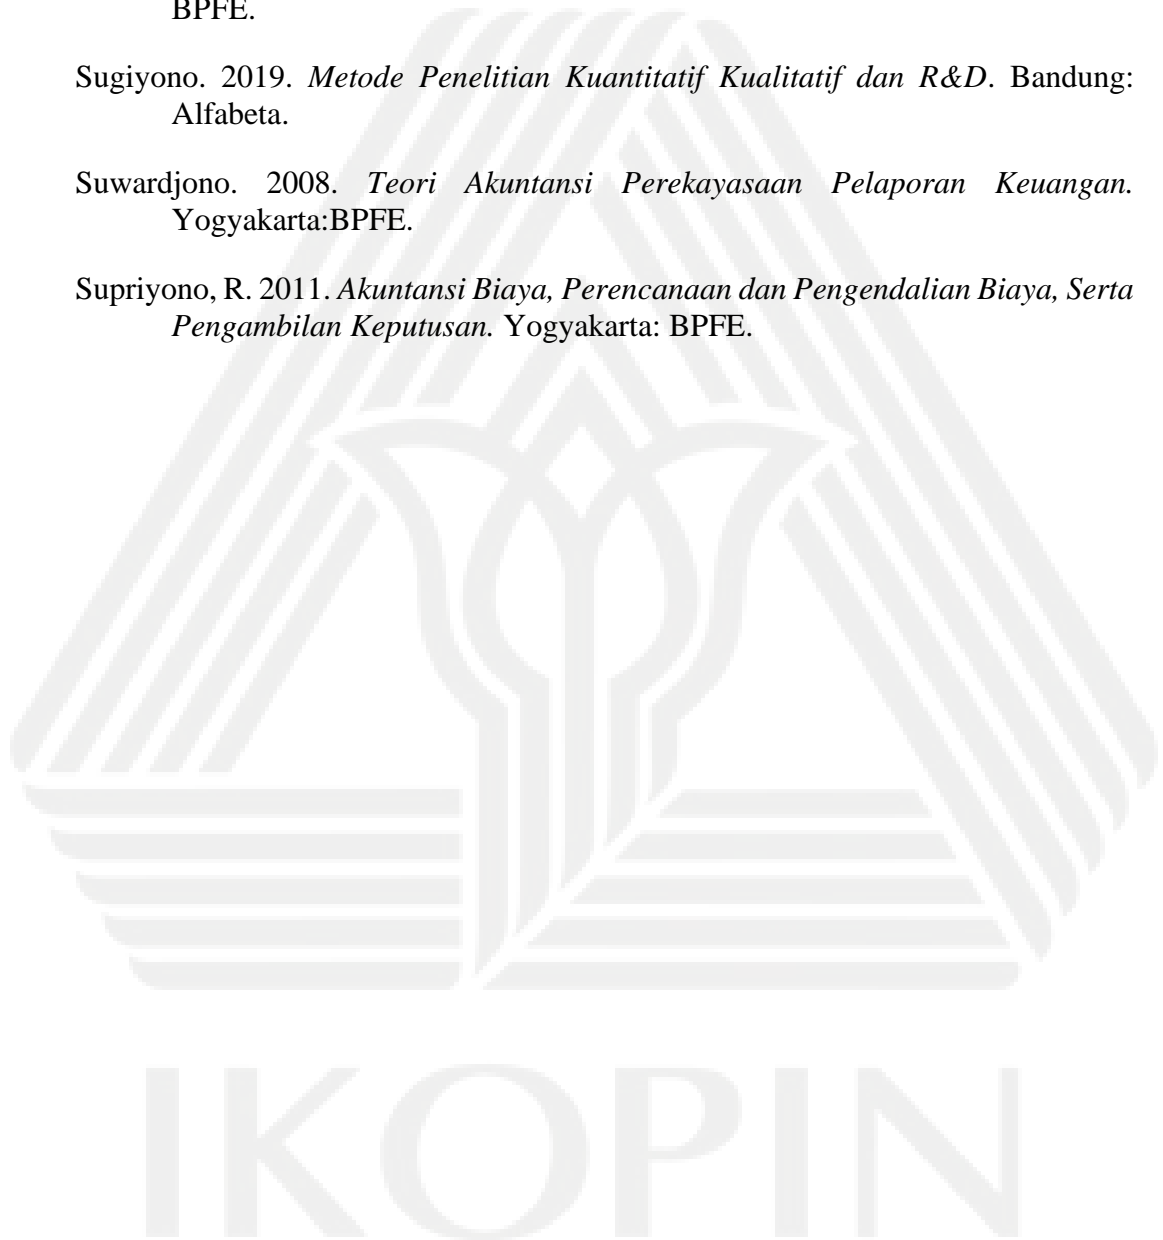 BPFE.
Sugiyono. 2019. Metode Penelitian Kuantitatif Kualitatif dan R&D. Bandung:
Alfabeta.
Suwardjono. 2008. Teori Akuntansi Perekayasaan Pelaporan Keuangan.
Yogyakarta:BPFE.
Supriyono, R. 2011. Akuntansi Biaya, Perencanaan dan Pengendalian Biaya, Serta
Pengambilan Keputusan. Yogyakarta: BPFE.
IKOPIN